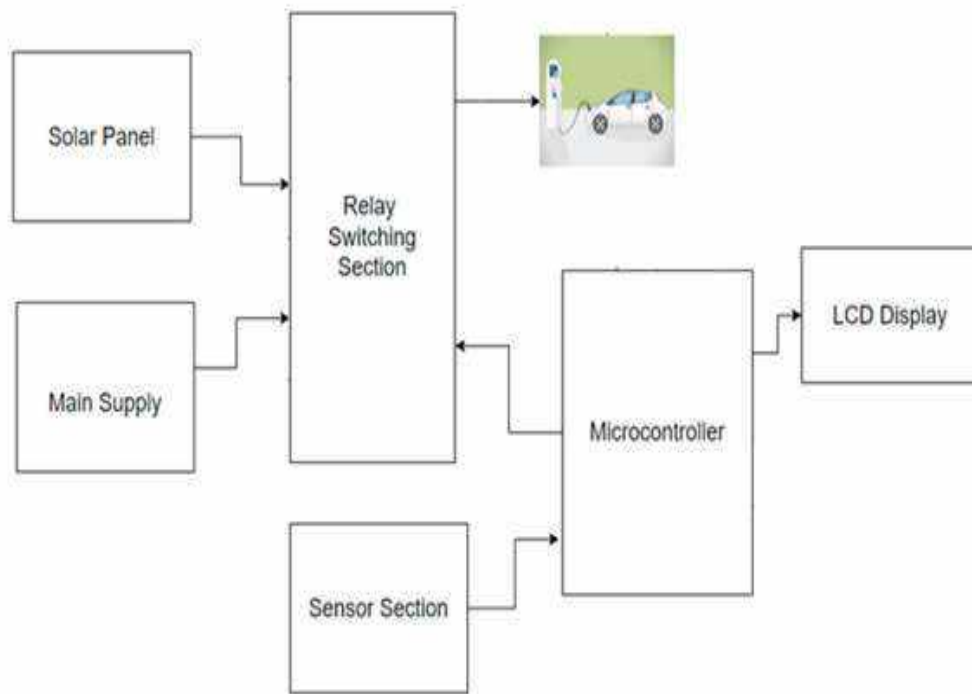 Solar Panel
Relay
Switching
Section
Main Supply
LCD Display
Microcontroller
Sensor Section